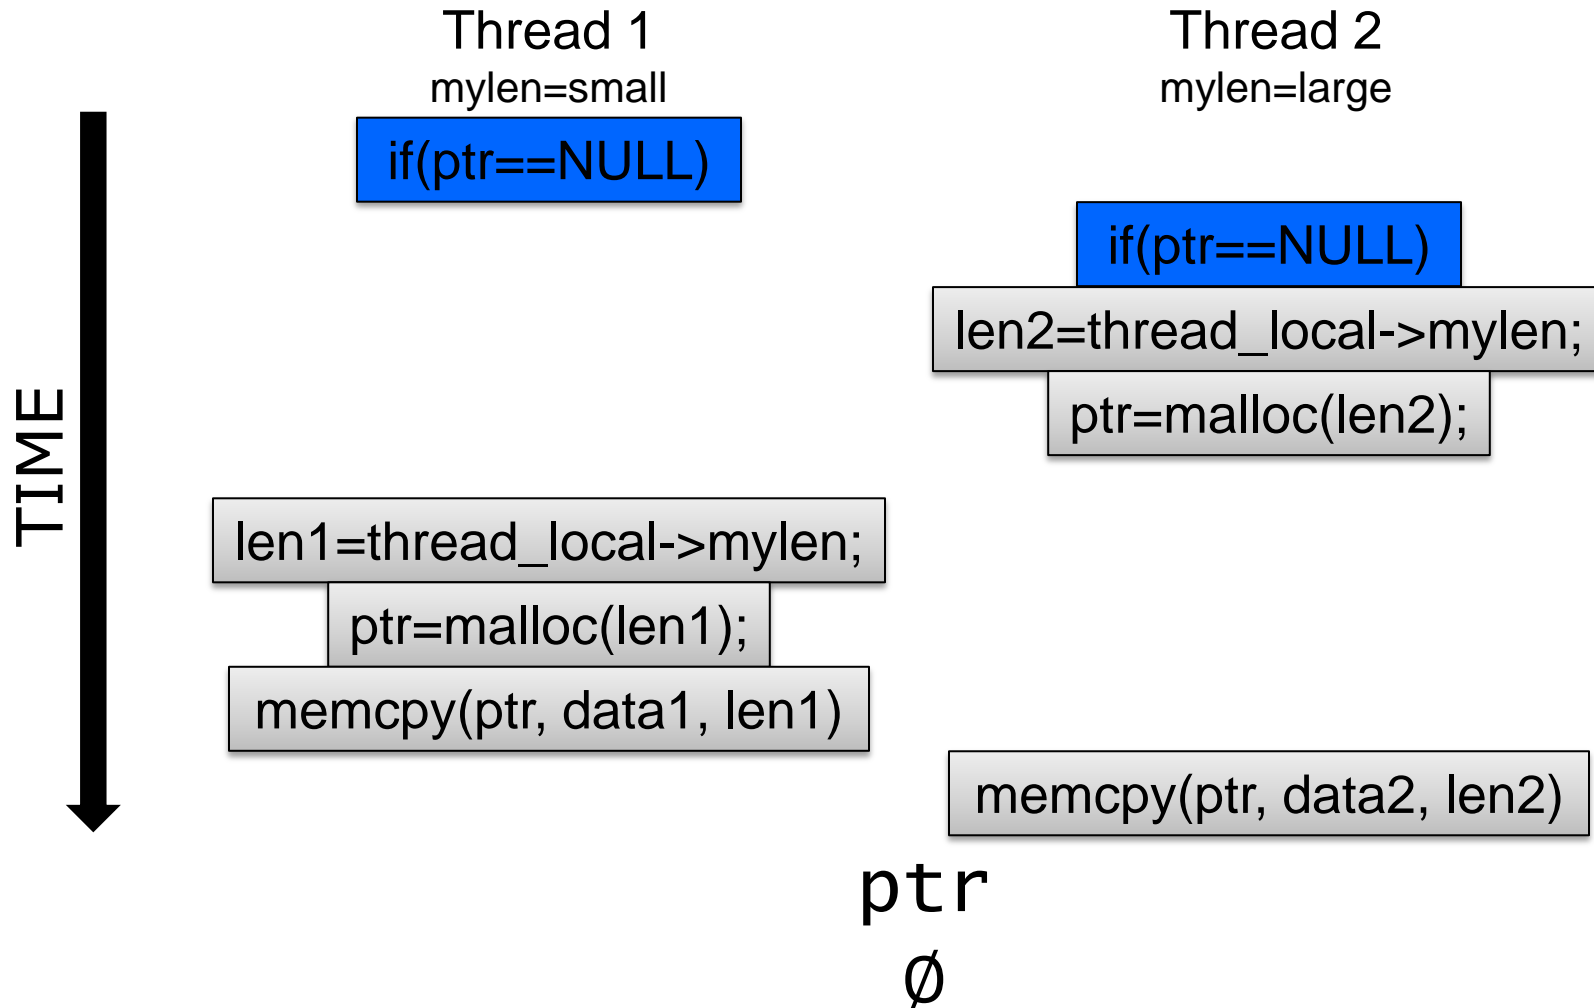 Thread 1
mylen=small
Thread 2
mylen=large
if(ptr==NULL)
if(ptr==NULL)
len2=thread_local->mylen;
ptr=malloc(len2);
TIME
len1=thread_local->mylen;
ptr=malloc(len1);
memcpy(ptr, data1, len1)
memcpy(ptr, data2, len2)
ptr
Ø